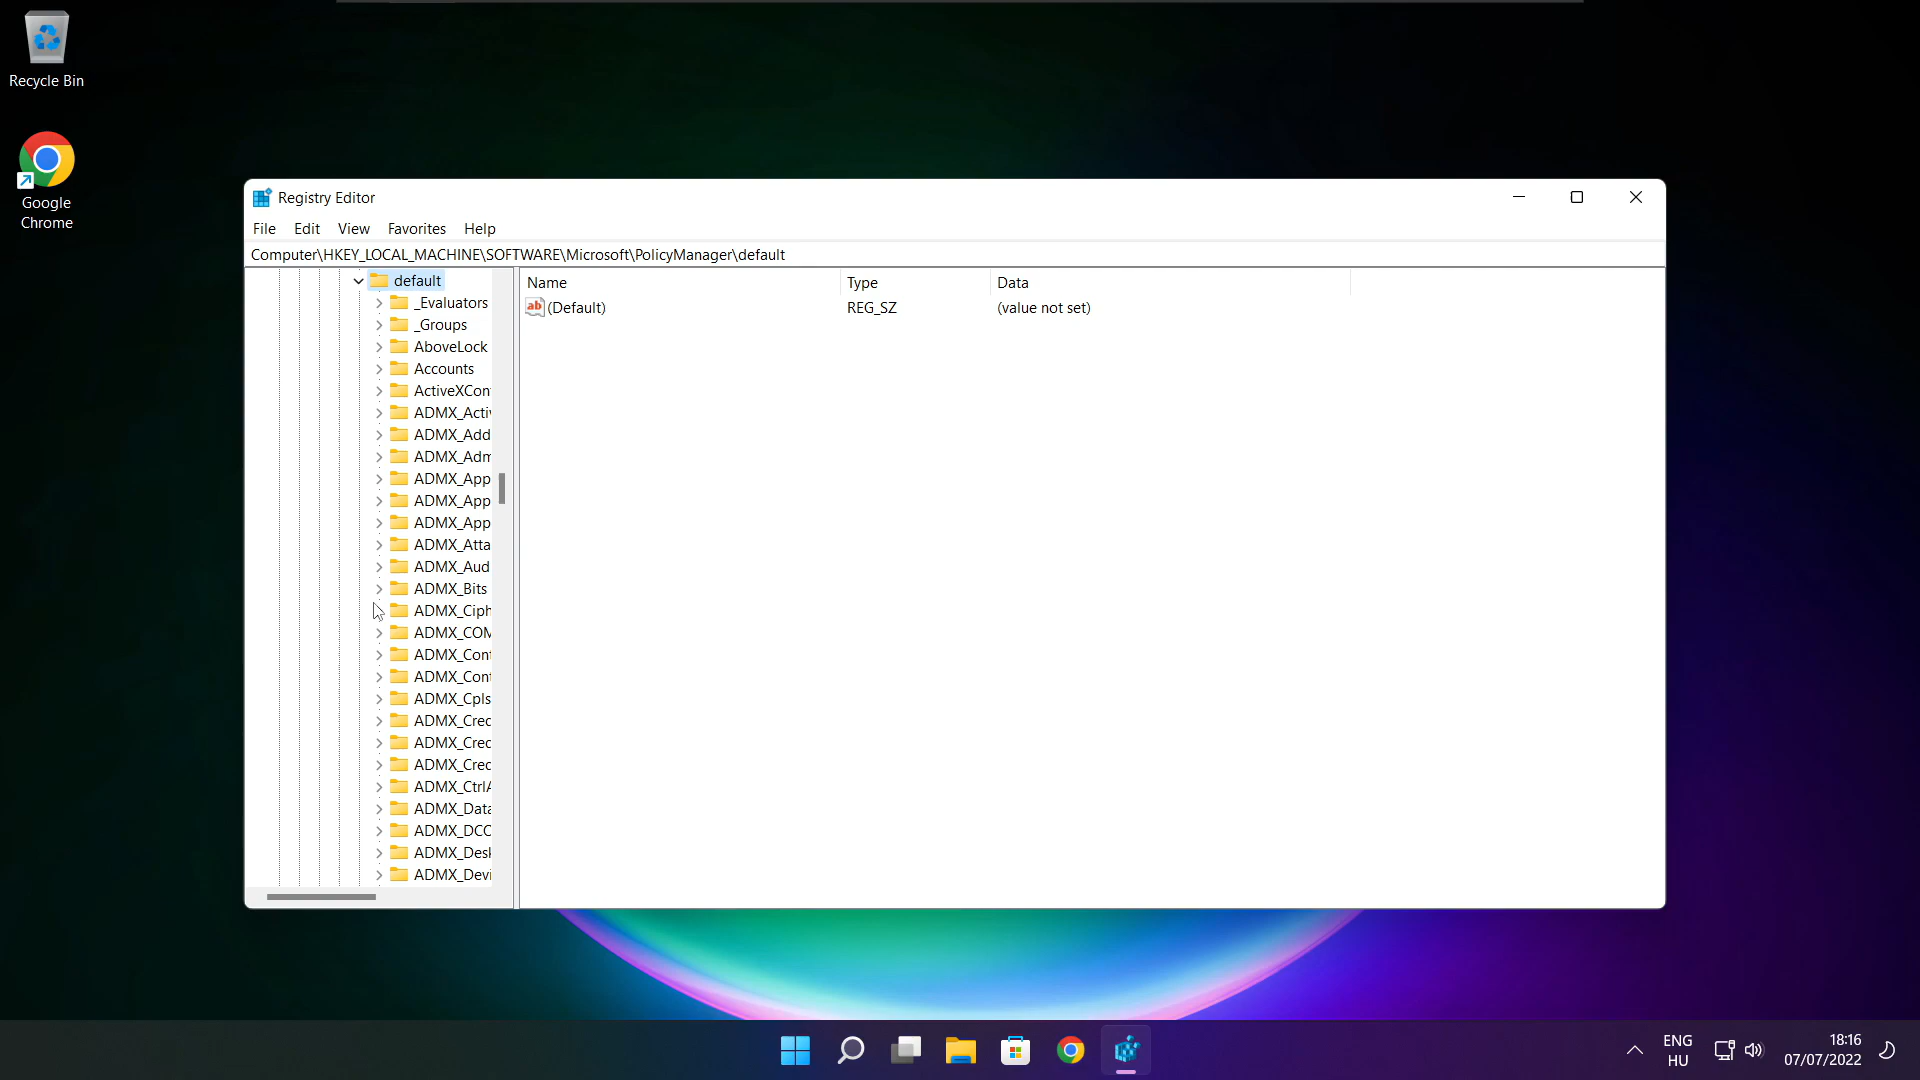 Recycle Bin
Google
Chrome
Registry Editor
File Edit View Favorites Help
Computer\HKEY_LOCAL_MACHINE\SOFTWARE\Microsoft\PolicyManager\default
Name Type Data
(Default) REG_SZ (value not set)
default
_Evaluators
_Groups
AboveLock
Accounts
ActiveXCon
ADMX_Acti
ADMX_Add
ADMX_Adm
ADMX_App
ADMX_App
ADMX_App
ADMX_Atta
ADMX_Aud
ADMX_Bits
ADMX_Ciph
ADMX_COM
ADMX_Con
ADMX_Con
ADMX_Cpls
ADMX_Cred
ADMX_Cred
ADMX_Cred
ADMX_CtrlA
ADMX_Data
ADMX_DCO
ADMX_Desk
ADMX_Devi
ENG
HU
18:16
07/07/2022